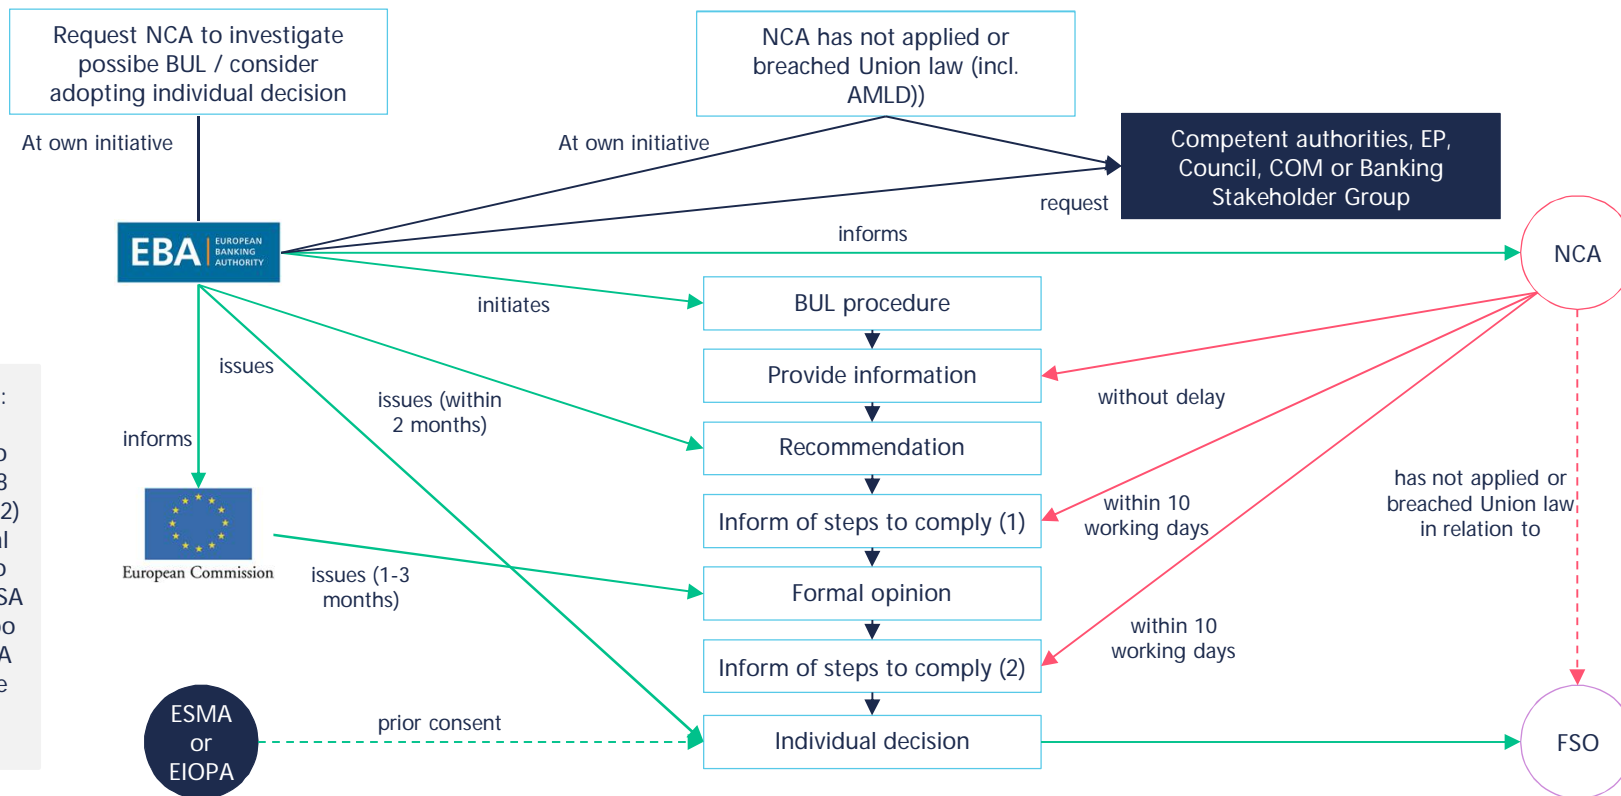 Request NCA to investigate
possibe BUL / consider
adopting individual decision
NCA has not applied or
breached Union law (incl.
AMLD))
At own initiative
At own initiative
Competent authorities, EP,
Council, COM or Banking
Stakeholder Group
request
EBA
EUROPEAN
BANKING
AUTHORITY
informs
NCA
initiates
BUL procedure
issues
Provide information
without delay
issues (within
2 months)
informs
Recommendation
has not applied or
breached Union law
in relation to
within 10
working days
Inform of steps to comply (1)
European Commission
issues (1-3
months)
Formal opinion
within 10
working days
Inform of steps to comply (2)
ESMA
or
EIOPA
prior consent
Individual decision
FSO
:
8
2)